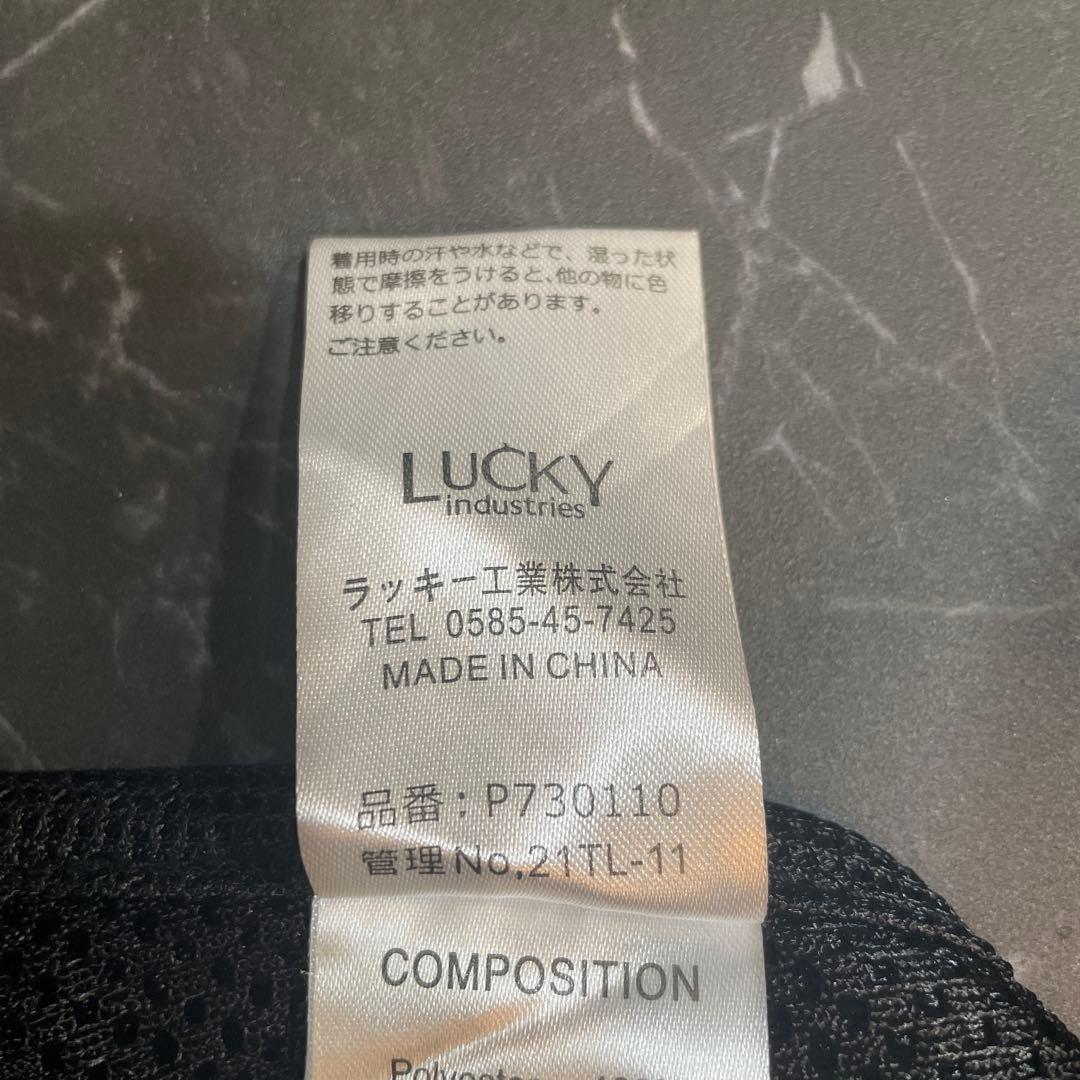 着用時の汗や水などで、湿った状
態で摩擦をうけると、他の物に色
移りすることがあります。
ご注意ください。
LUCKY
industries
ラッキー工業株式会社
TEL 0585-45-7425
MADE IN CHINA
品番：P730110
管理No,21TL-11
COMPOSITION
Polyester